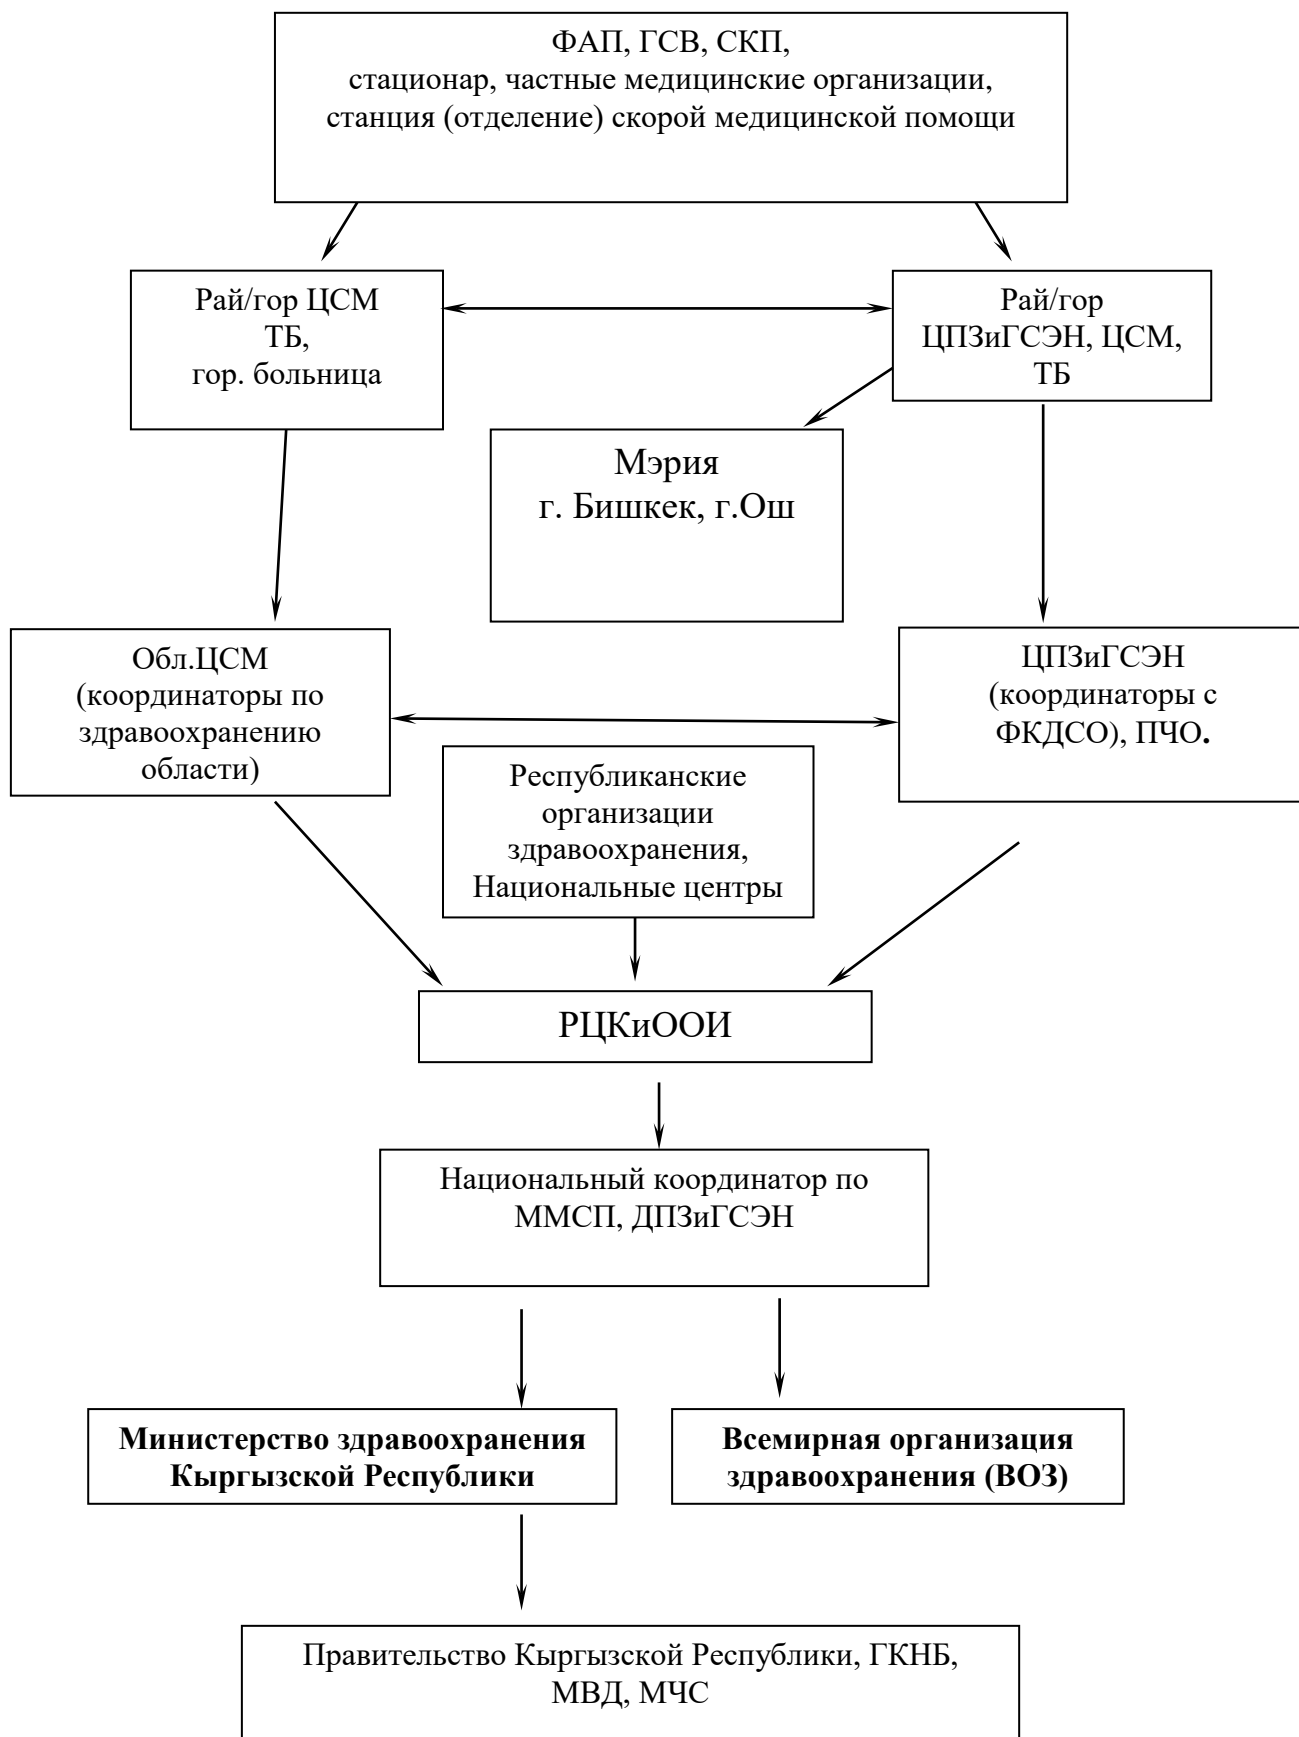 ФАП, ГСВ, СКП,
стационар, частные медицинские организации,
станция (отделение) скорой медицинской помощи
Рай/гор ЦСМ
ТБ,
гор. больница
Рай/гор
ЦПЗиГСЭН, ЦСМ,
ТБ
Мэрия
г. Бишкек, г.Ош
Обл.ЦСМ
(координаторы по
здравоохранению
области)
ЦПЗиГСЭН
(координаторы с
ФКДСО), ПЧО.
Республиканские
организации
здравоохранения,
Национальные центры
РЦКиООИ
Национальный координатор по
ММСП, ДПЗиГСЭН
Министерство здравоохранения
Кыргызской Республики
Всемирная организация
здравоохранения (ВОЗ)
Правительство Кыргызской Республики, ГКНБ,
МВД, МЧС